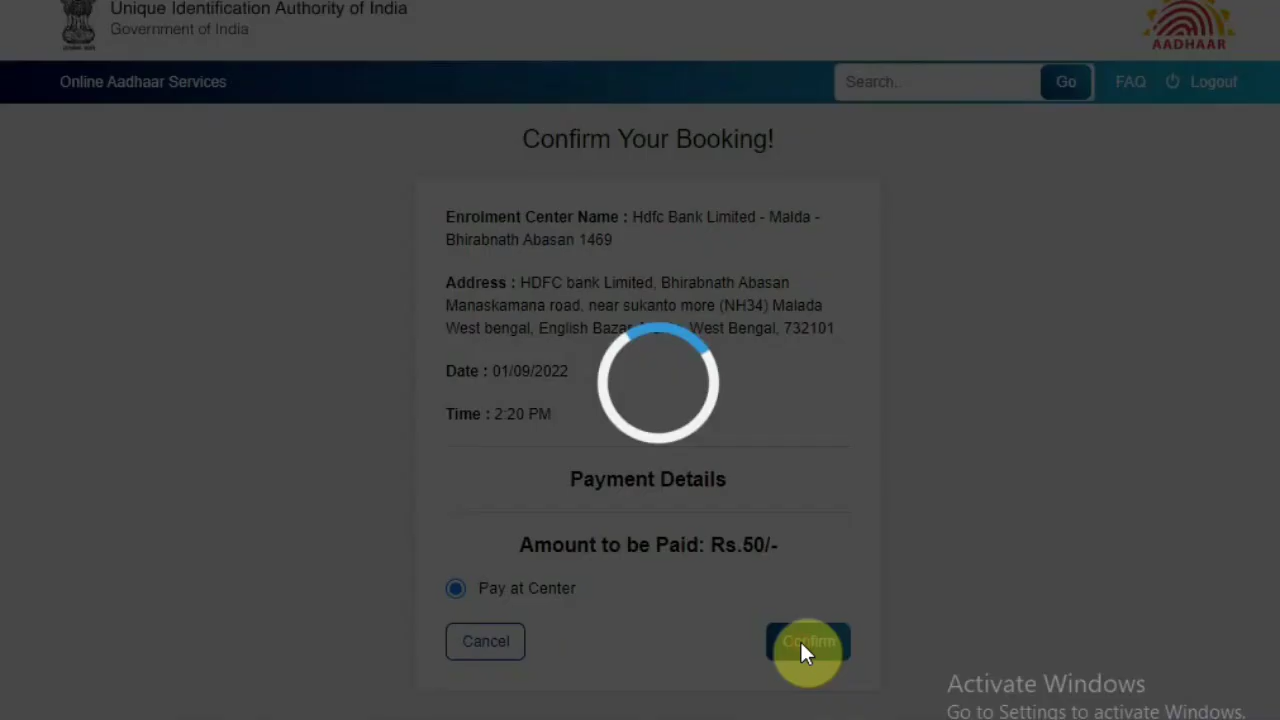 Unique Identification Authority of India
Government of India
AADHAAR
Online Aadhaar Services
Search..
Go
FAQ
Logout
Confirm Your Booking!
Enrolment Center Name : Hdfc Bank Limited - Malda -
Bhirabnath Abasan 1469
Address : HDFC bank Limited, Bhirabnath Abasan
Manaskamana road, near sukanto more (NH34) Malada
West bengal, English Bazar, West Bengal, 732101
Date : 01/09/2022
Time : 2:20 PM
Payment Details
Amount to be Paid: Rs.50/-
Pay at Center
Cancel
Confirm
Activate Windows
Go to Settings to activate Windows.